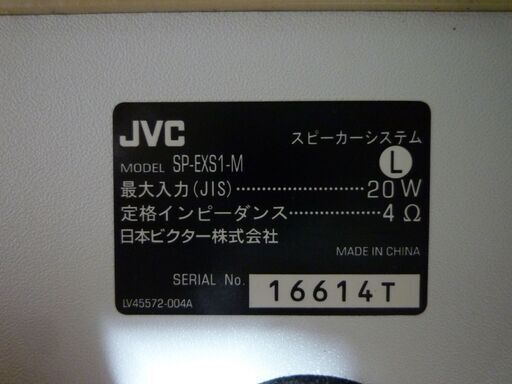 JVC スピーカーシステム
MODEL SP-EXS1-M L
最大入力(JIS)........................20 W
定格インピーダンス................4 Ω
日本ビクター株式会社
MADE IN CHINA
SERIAL No. 16614T
LV45572-004A